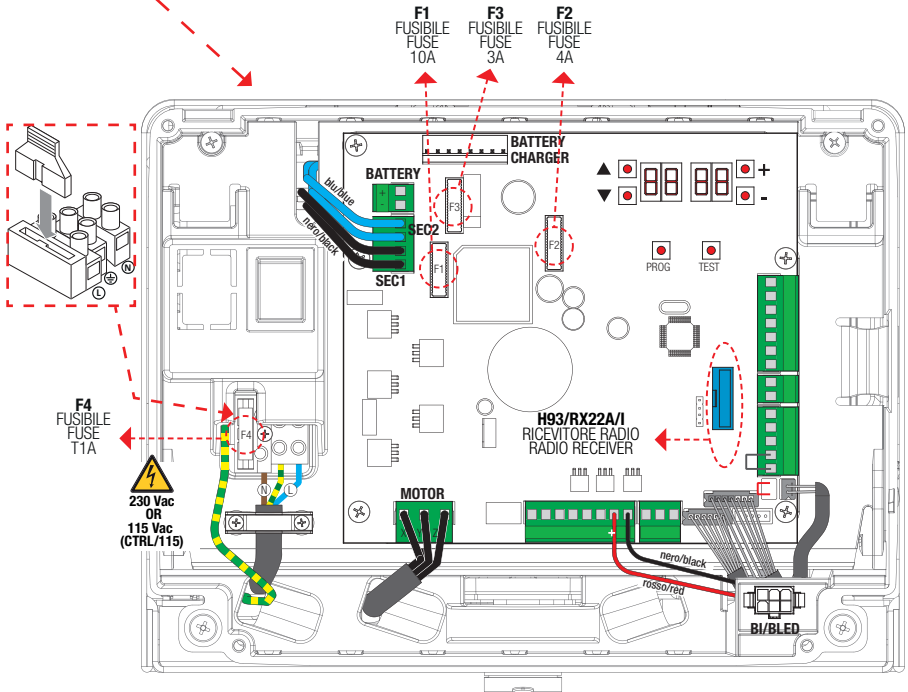 F1
FUSIBILE
FUSE
10A
F3
FUSIBILE
FUSE
3A
F2
FUSIBILE
FUSE
4A
BATTERY
CHARGER
BATTERY
+
-
blu/blue
nero/black
SEC2
SEC1
F3
F2
F1
PROG
TEST
N
L
F4
FUSIBILE
FUSE
T1A
F4
H93/RX22A/I
RICEVITORE RADIO
RADIO RECEIVER
230 Vac
OR
115 Vac
(CTRL/115)
N
L
MOTOR
+
nero/black
rosso/red
BI/BLED